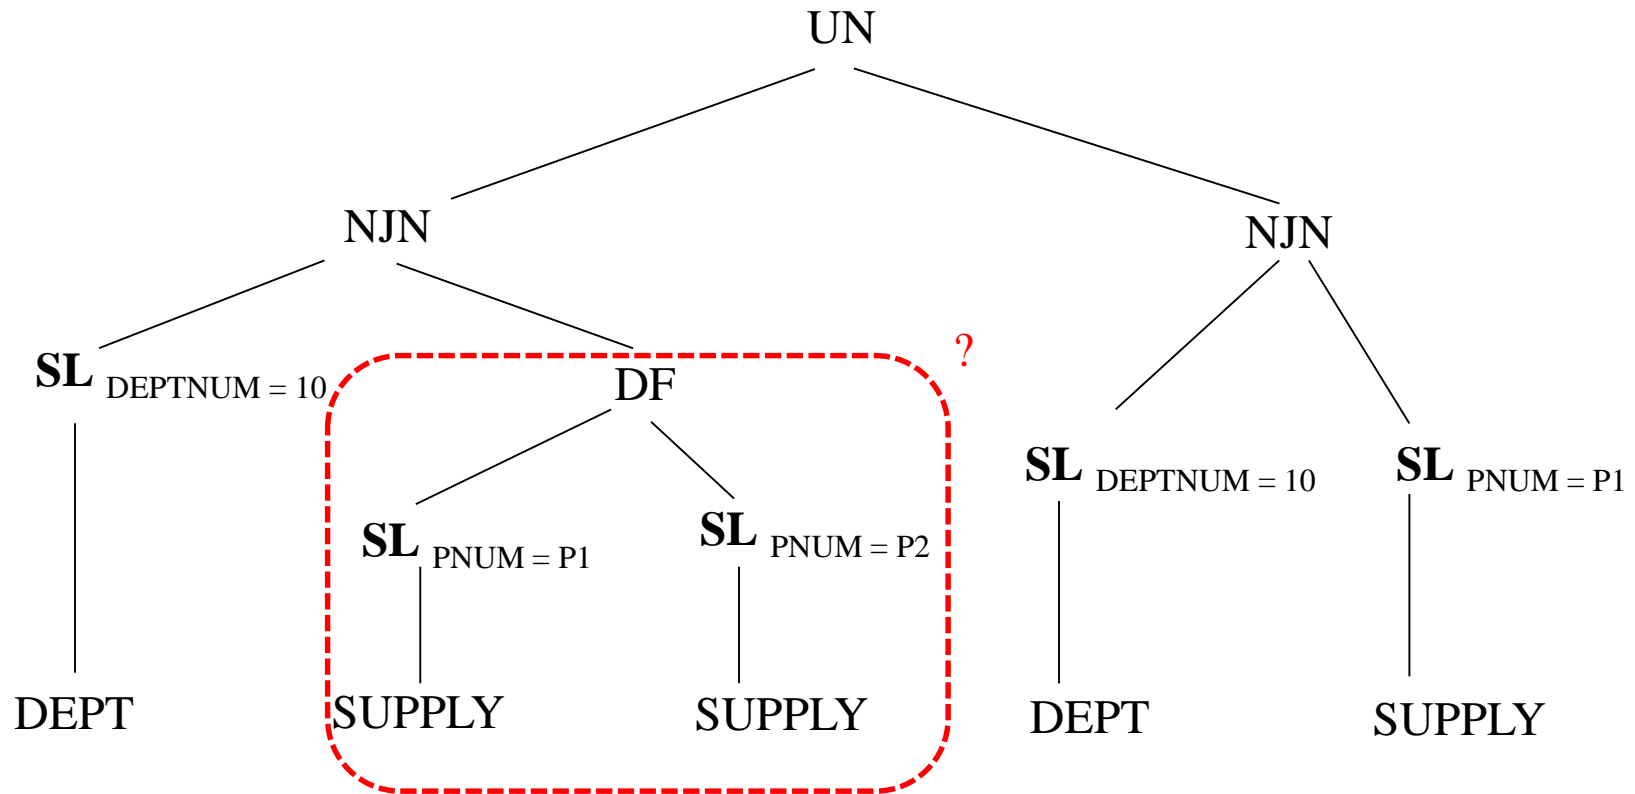 UN
NJN
NJN
SL DEPTNUM = 10
DF
?
SL DEPTNUM = 10
SL PNUM = P1
SL PNUM = P1
SL PNUM = P2
DEPT
SUPPLY
SUPPLY
DEPT
SUPPLY